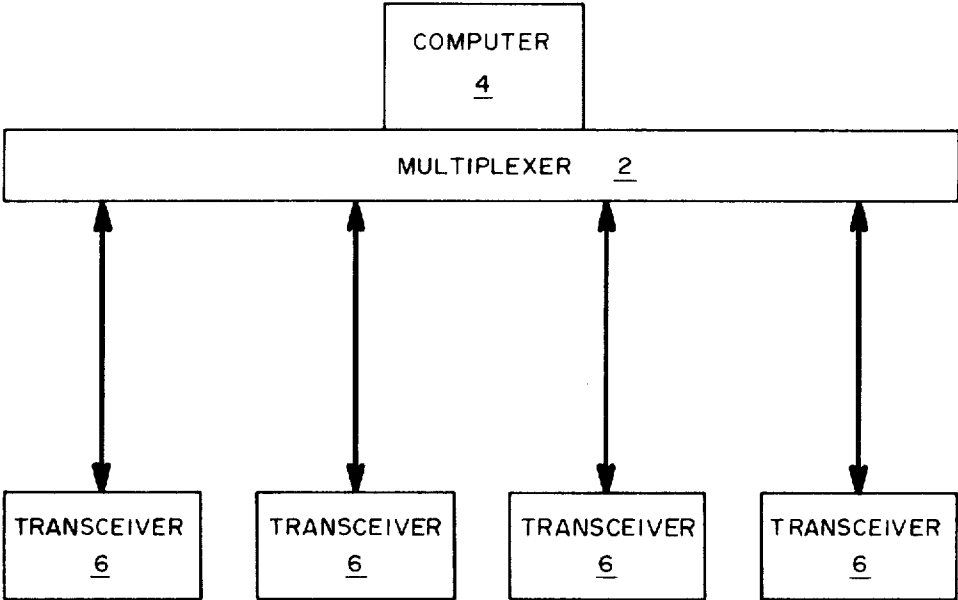 COMPUTER
4
MULTIPLEXER 2
TRANSCEIVER TRANSCEIVER TRANSCEIVER TRANSCEIVER
6 6 6 6